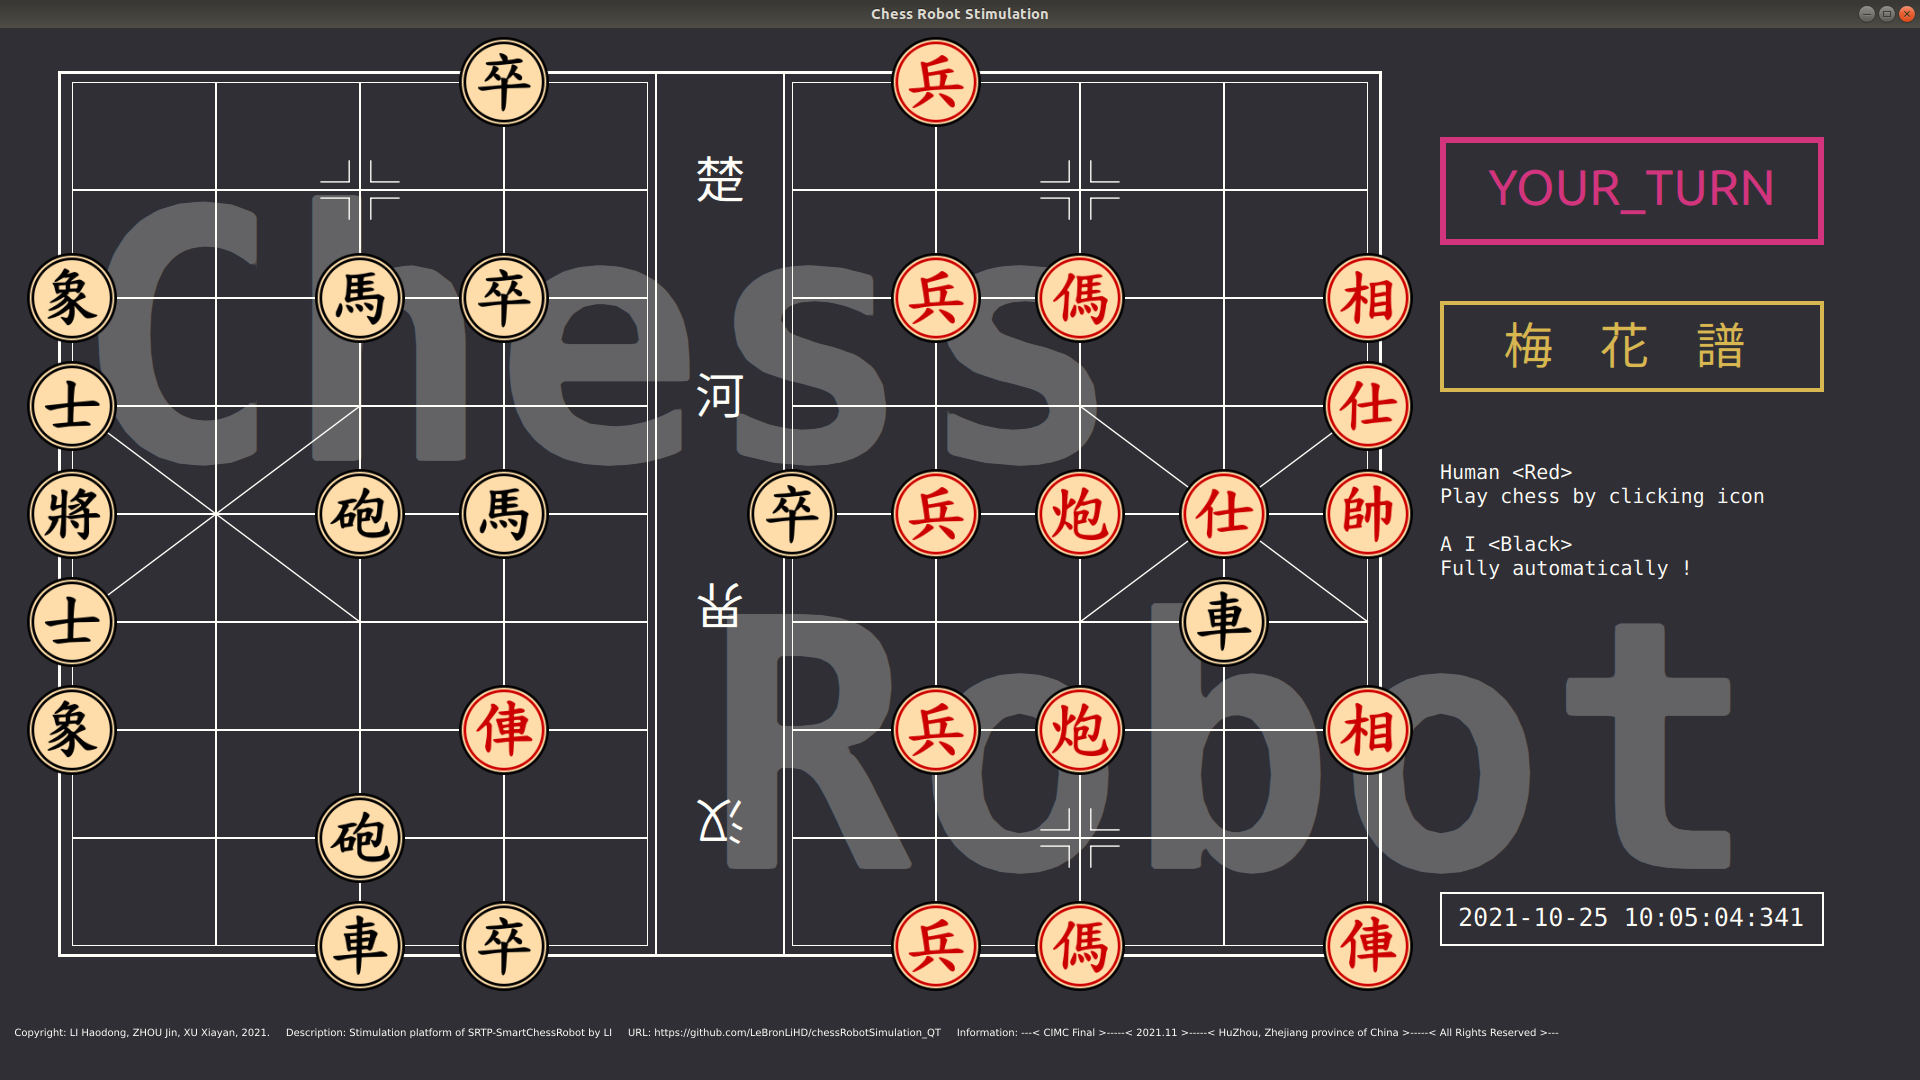 Chess Robot Stimulation
卒 兵
楚
YOUR_TURN
象 馬 卒 兵 傌 相
梅 花 譜
Chess
河
士 仕
Human <Red>
Play chess by clicking icon
將 砲 馬 卒 兵 炮 仕 帥
A I <Black>
Fully automatically !
界
士 車
Robot
象 俥 兵 炮 相
汉
砲
車 卒 兵 傌 俥
2021-10-25 10:05:04:341
Copyright: LI Haodong, ZHOU Jin, XU Xiayan, 2021. Description: Stimulation platform of SRTP-SmartChessRobot by LI URL: https://github.com/LeBronLiHD/chessRobotSimulation_QT Information: ---< CIMC Final >-----< 2021.11 >-----< HuZhou, Zhejiang province of China >-----< All Rights Reserved >---